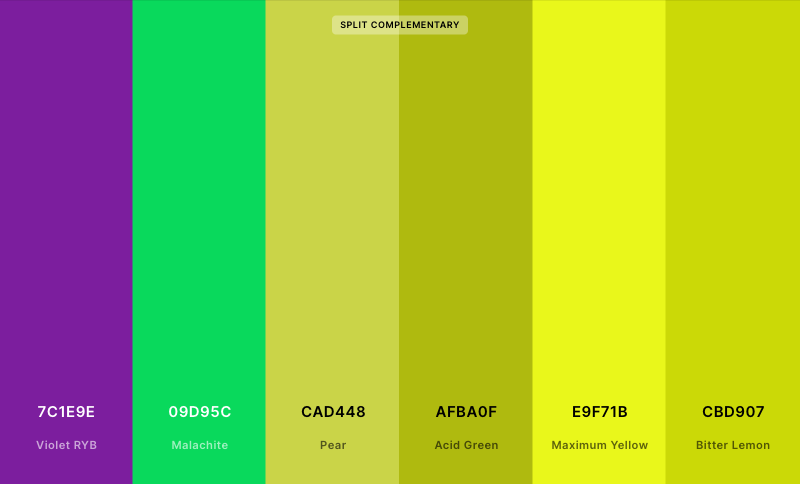 SPLIT COMPLEMENTARY
7C1E9E
09D95C
CAD448
AFBA0F
E9F71B
CBD907
Violet RYB
Malachite
Pear
Acid Green
Maximum Yellow
Bitter Lemon